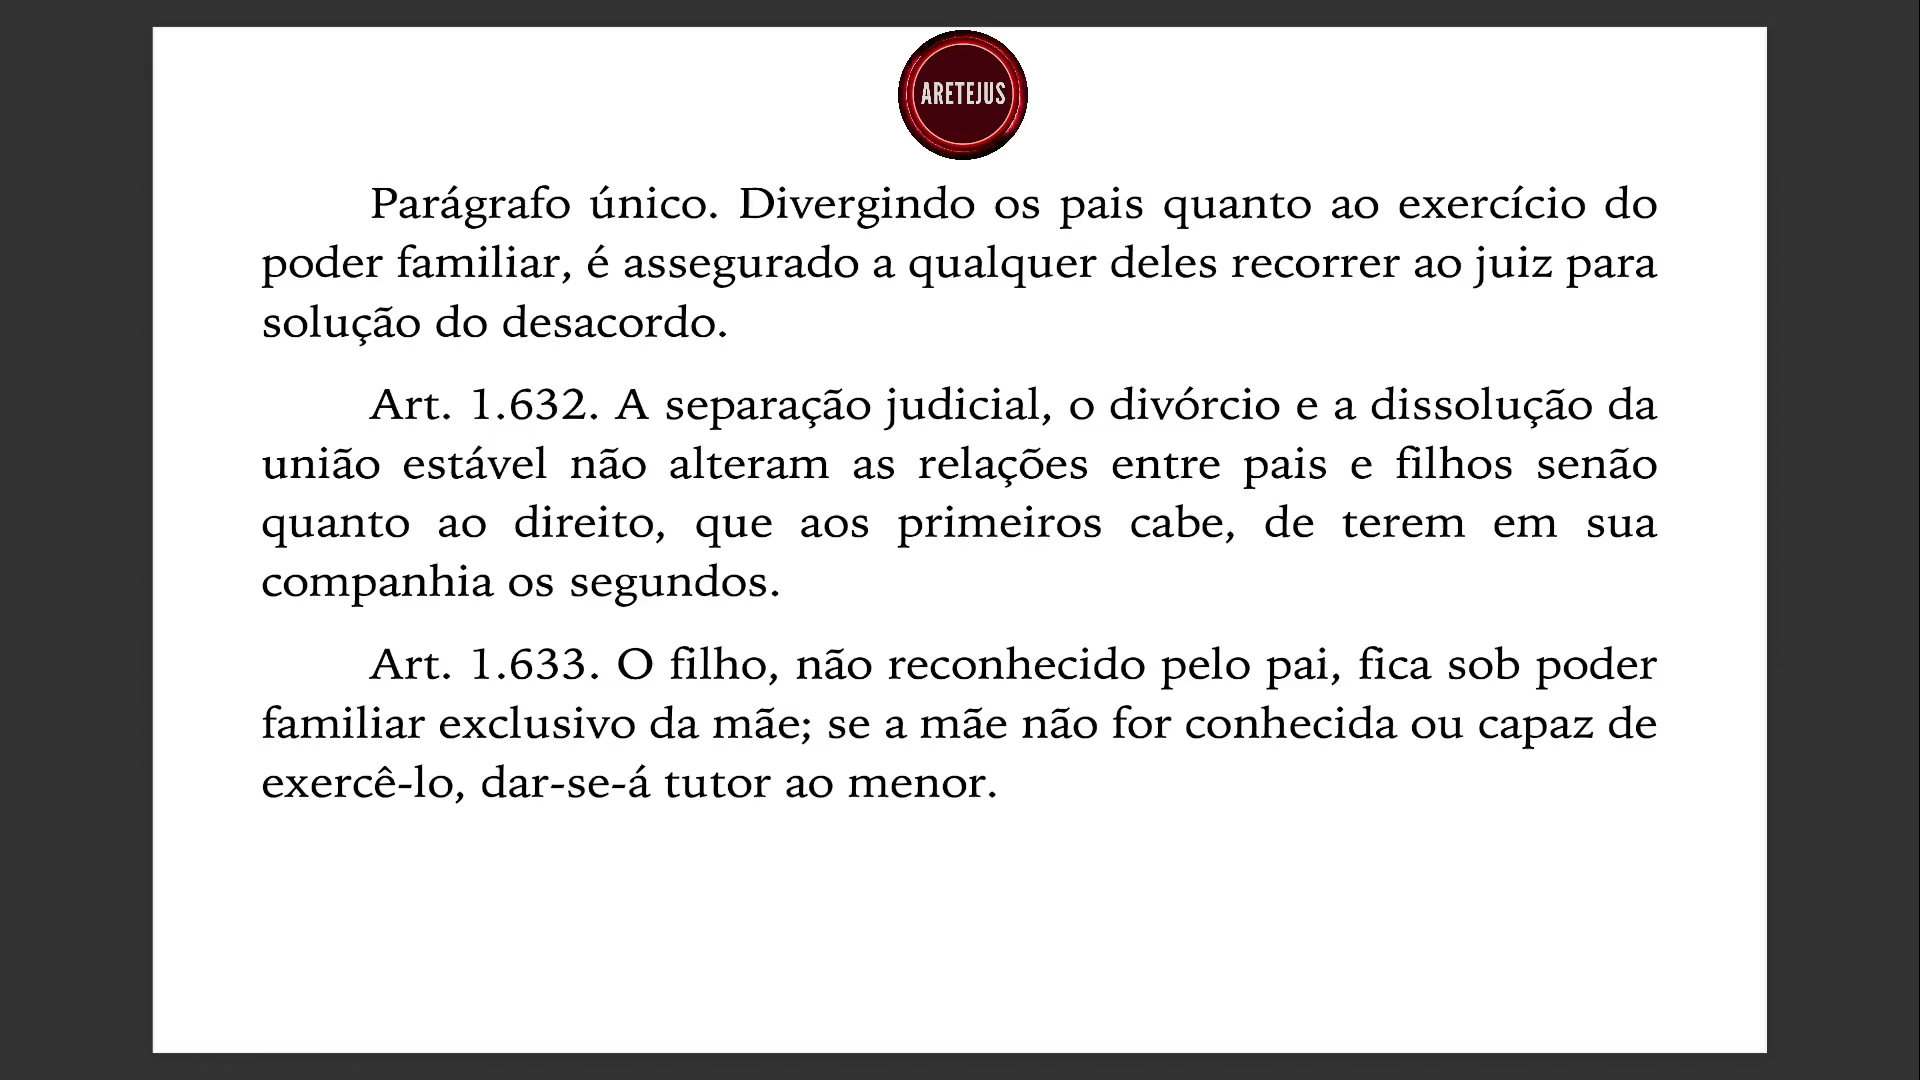 ARETEJUS
Parágrafo único. Divergindo os pais quanto ao exercício do
poder familiar, é assegurado a qualquer deles recorrer ao juiz para
solução do desacordo.
Art. 1.632. A separação judicial, o divórcio e a dissolução da
união estável não alteram as relações entre pais e filhos senão
quanto ao direito, que aos primeiros cabe, de terem em sua
companhia os segundos.
Art. 1.633. O filho, não reconhecido pelo pai, fica sob poder
familiar exclusivo da mãe; se a mãe não for conhecida ou capaz de
exercê-lo, dar-se-á tutor ao menor.